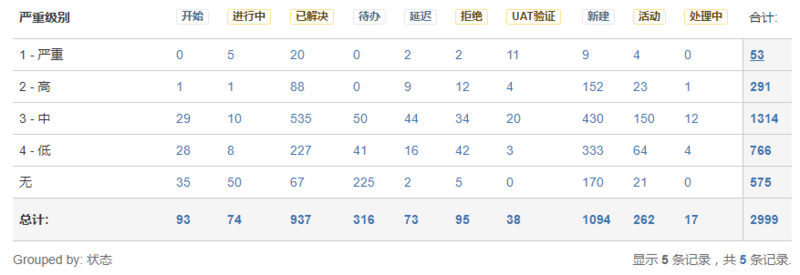 严重级别 开始 进行中 已解决 待办 延迟 拒绝 UAT验证 新建 活动 处理中 合计:
1 - 严重 0 5 20 0 2 2 11 9 4 0 53
2 - 高 1 1 88 0 9 12 4 152 23 1 291
3 - 中 29 10 535 50 44 34 20 430 150 12 1314
4 - 低 28 8 227 41 16 42 3 333 64 4 766
无 35 50 67 225 2 5 0 170 21 0 575
总计: 93 74 937 316 73 95 38 1094 262 17 2999
Grouped by: 状态 显示 5 条记录，共 5 条记录.